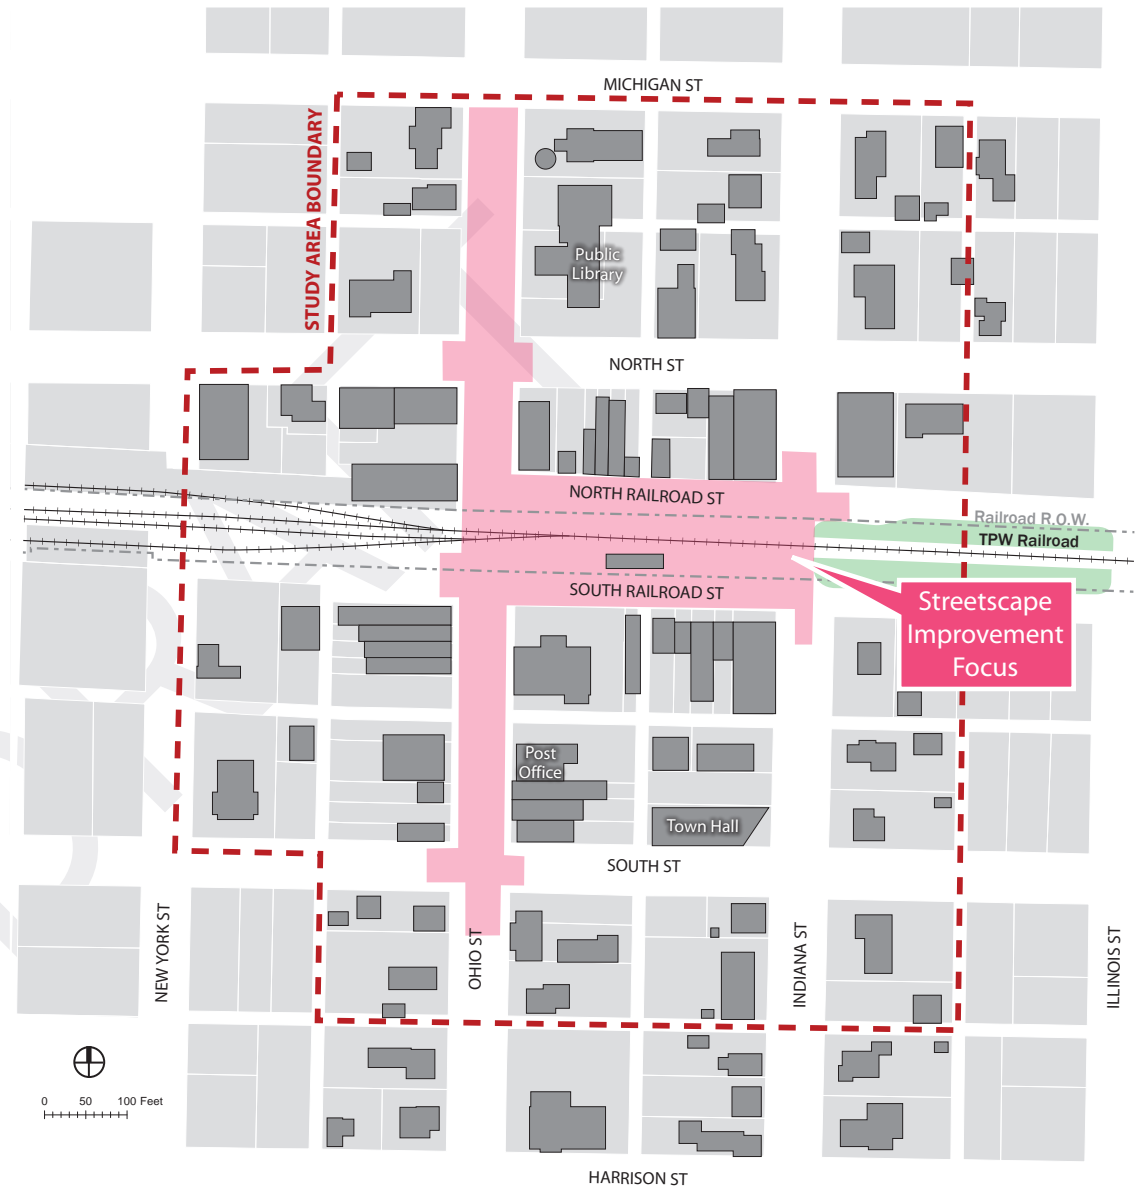 MICHIGAN ST
STUDY AREA BOUNDARY
Public
Library
NORTH ST
NORTH RAILROAD ST
Railroad R.O.W.
TPW Railroad
SOUTH RAILROAD ST
Streetscape
Improvement
Focus
Post
Office
Town Hall
SOUTH ST
NEW YORK ST
OHIO ST
INDIANA ST
ILLINOIS ST
0 50 100 Feet
HARRISON ST